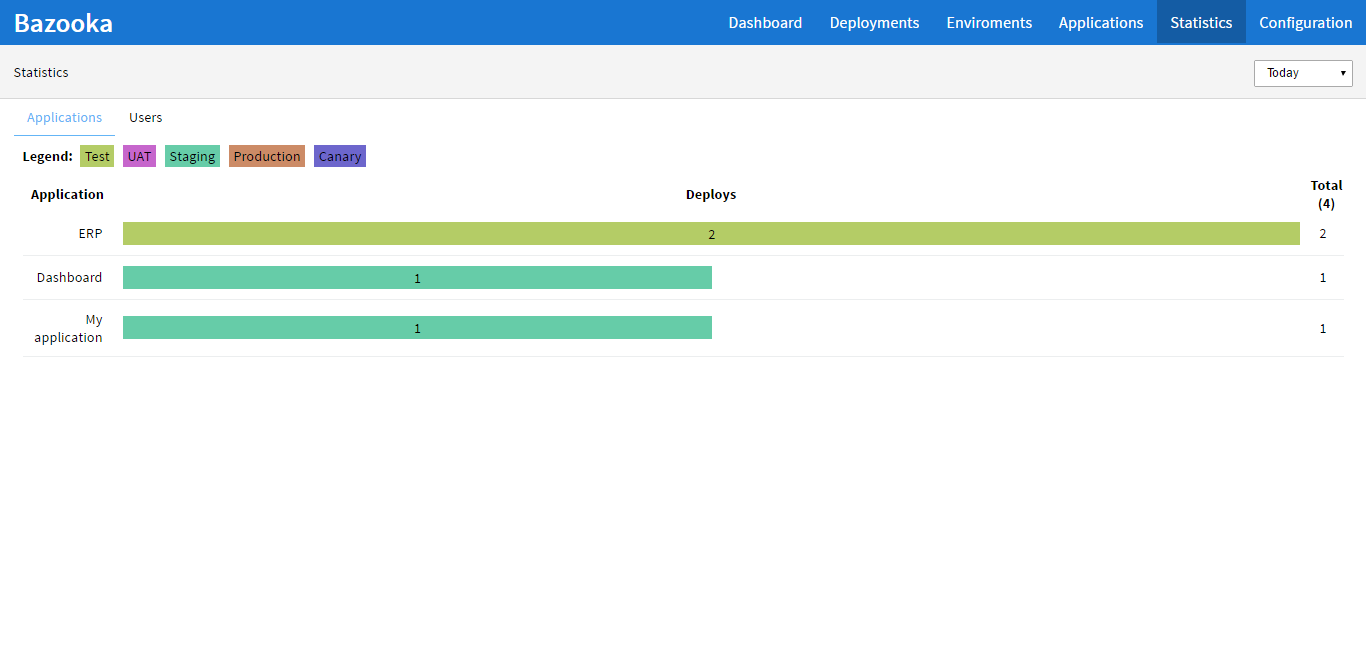 Bazooka Dashboard Deployments Enviroments Applications Statistics Configuration
Statistics Today
Applications Users
Legend: Test UAT Staging Production Canary
Application Deploys Total
(4)
ERP 2 2
Dashboard 1 1
My
application 1 1